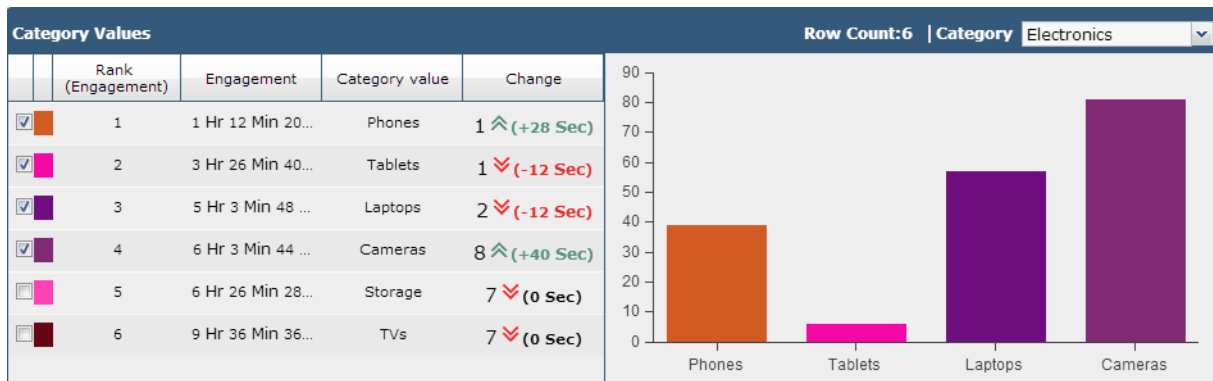 Category Values Row Count:6 Category Electronics
Rank (Engagement) Engagement Category value Change
1 1 Hr 12 Min 20... Phones 1 (+28 Sec)
2 3 Hr 26 Min 40... Tablets 1 (-12 Sec)
3 5 Hr 3 Min 48 ... Laptops 2 (-12 Sec)
4 6 Hr 3 Min 44 ... Cameras 8 (+40 Sec)
5 6 Hr 26 Min 28... Storage 7 (0 Sec)
6 9 Hr 36 Min 36... TVs 7 (0 Sec)
90
80
70
60
50
40
30
20
10
0
Phones Tablets Laptops Cameras